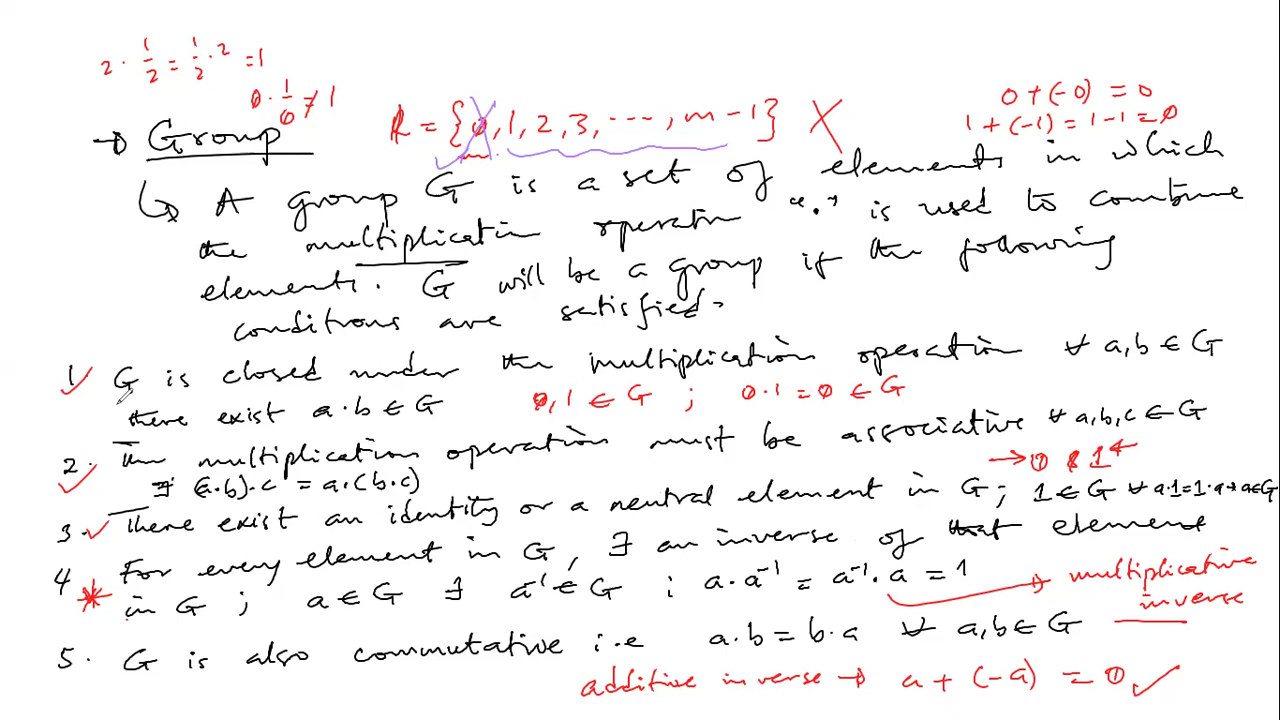 2 · 1/2 = 1/2 · 2 = 1
0 · 1/0 ≠ 1
0 + (-0) = 0
1 + (-1) = 1 - 1 = 0
→ Group
R = {0, 1, 2, 3, ..., m - 1} X
↳ A group G is a set of elements in which
the multiplication operation "·" is used to combine
elements. G will be a group if the following
conditions are satisfied.
1 ✓ G is closed under the multiplication operation ∀ a, b ∈ G
there exist a · b ∈ G
0, 1 ∈ G ; 0 · 1 = 0 ∈ G
2. ✓ The multiplication operation must be associative ∀ a, b, c ∈ G
∃ (a · b) · c = a · (b · c)
→ 0 & 1 ←
3. ✓ There exist an identity or a neutral element in G; 1 ∈ G ∀ a·1 = 1·a → a ∈ G
4 * For every element in G, ∃ an inverse of that element
in G ; a ∈ G ∃ a⁻¹ ∈ G : a · a⁻¹ = a⁻¹ · a = 1
→ multiplicative
inverse
5. G is also commutative i.e a · b = b · a ∀ a, b ∈ G
additive inverse → a + (-a) = 0 ✓